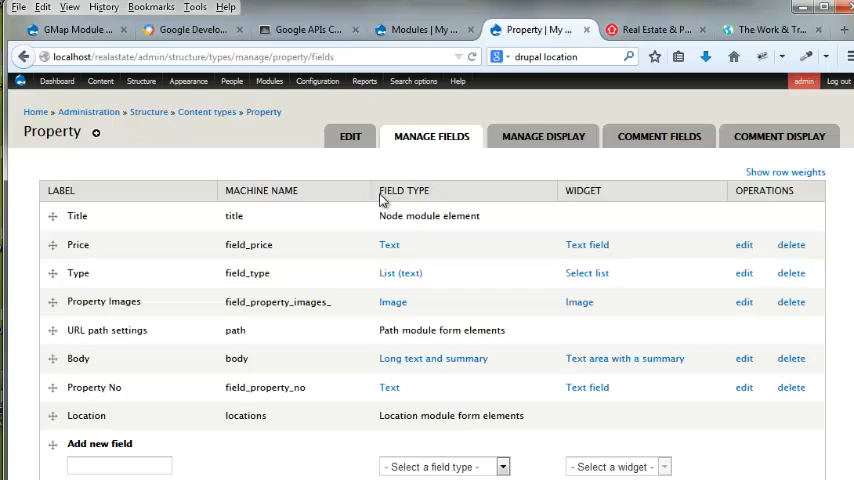 File Edit View History Bookmarks Tools Help
GMap Module ... × Google Develo... × Google APIs C... × Modules | My ... × Property | My ... × Real Estate & P... × The Work & Tr... ×
localhost/realastate/admin/structure/types/manage/property/fields drupal location
Dashboard Content Structure Appearance People Modules Configuration Reports Search options Help admin Log out
Home » Administration » Structure » Content types » Property
Property
EDIT MANAGE FIELDS MANAGE DISPLAY COMMENT FIELDS COMMENT DISPLAY
Show row weights
LABEL MACHINE NAME FIELD TYPE WIDGET OPERATIONS
Title title Node module element
Price field_price Text Text field edit delete
Type field_type List (text) Select list edit delete
Property Images field_property_images_ Image Image edit delete
URL path settings path Path module form elements
Body body Long text and summary Text area with a summary edit delete
Property No field_property_no Text Text field edit delete
Location locations Location module form elements
Add new field
- Select a field type - - Select a widget -